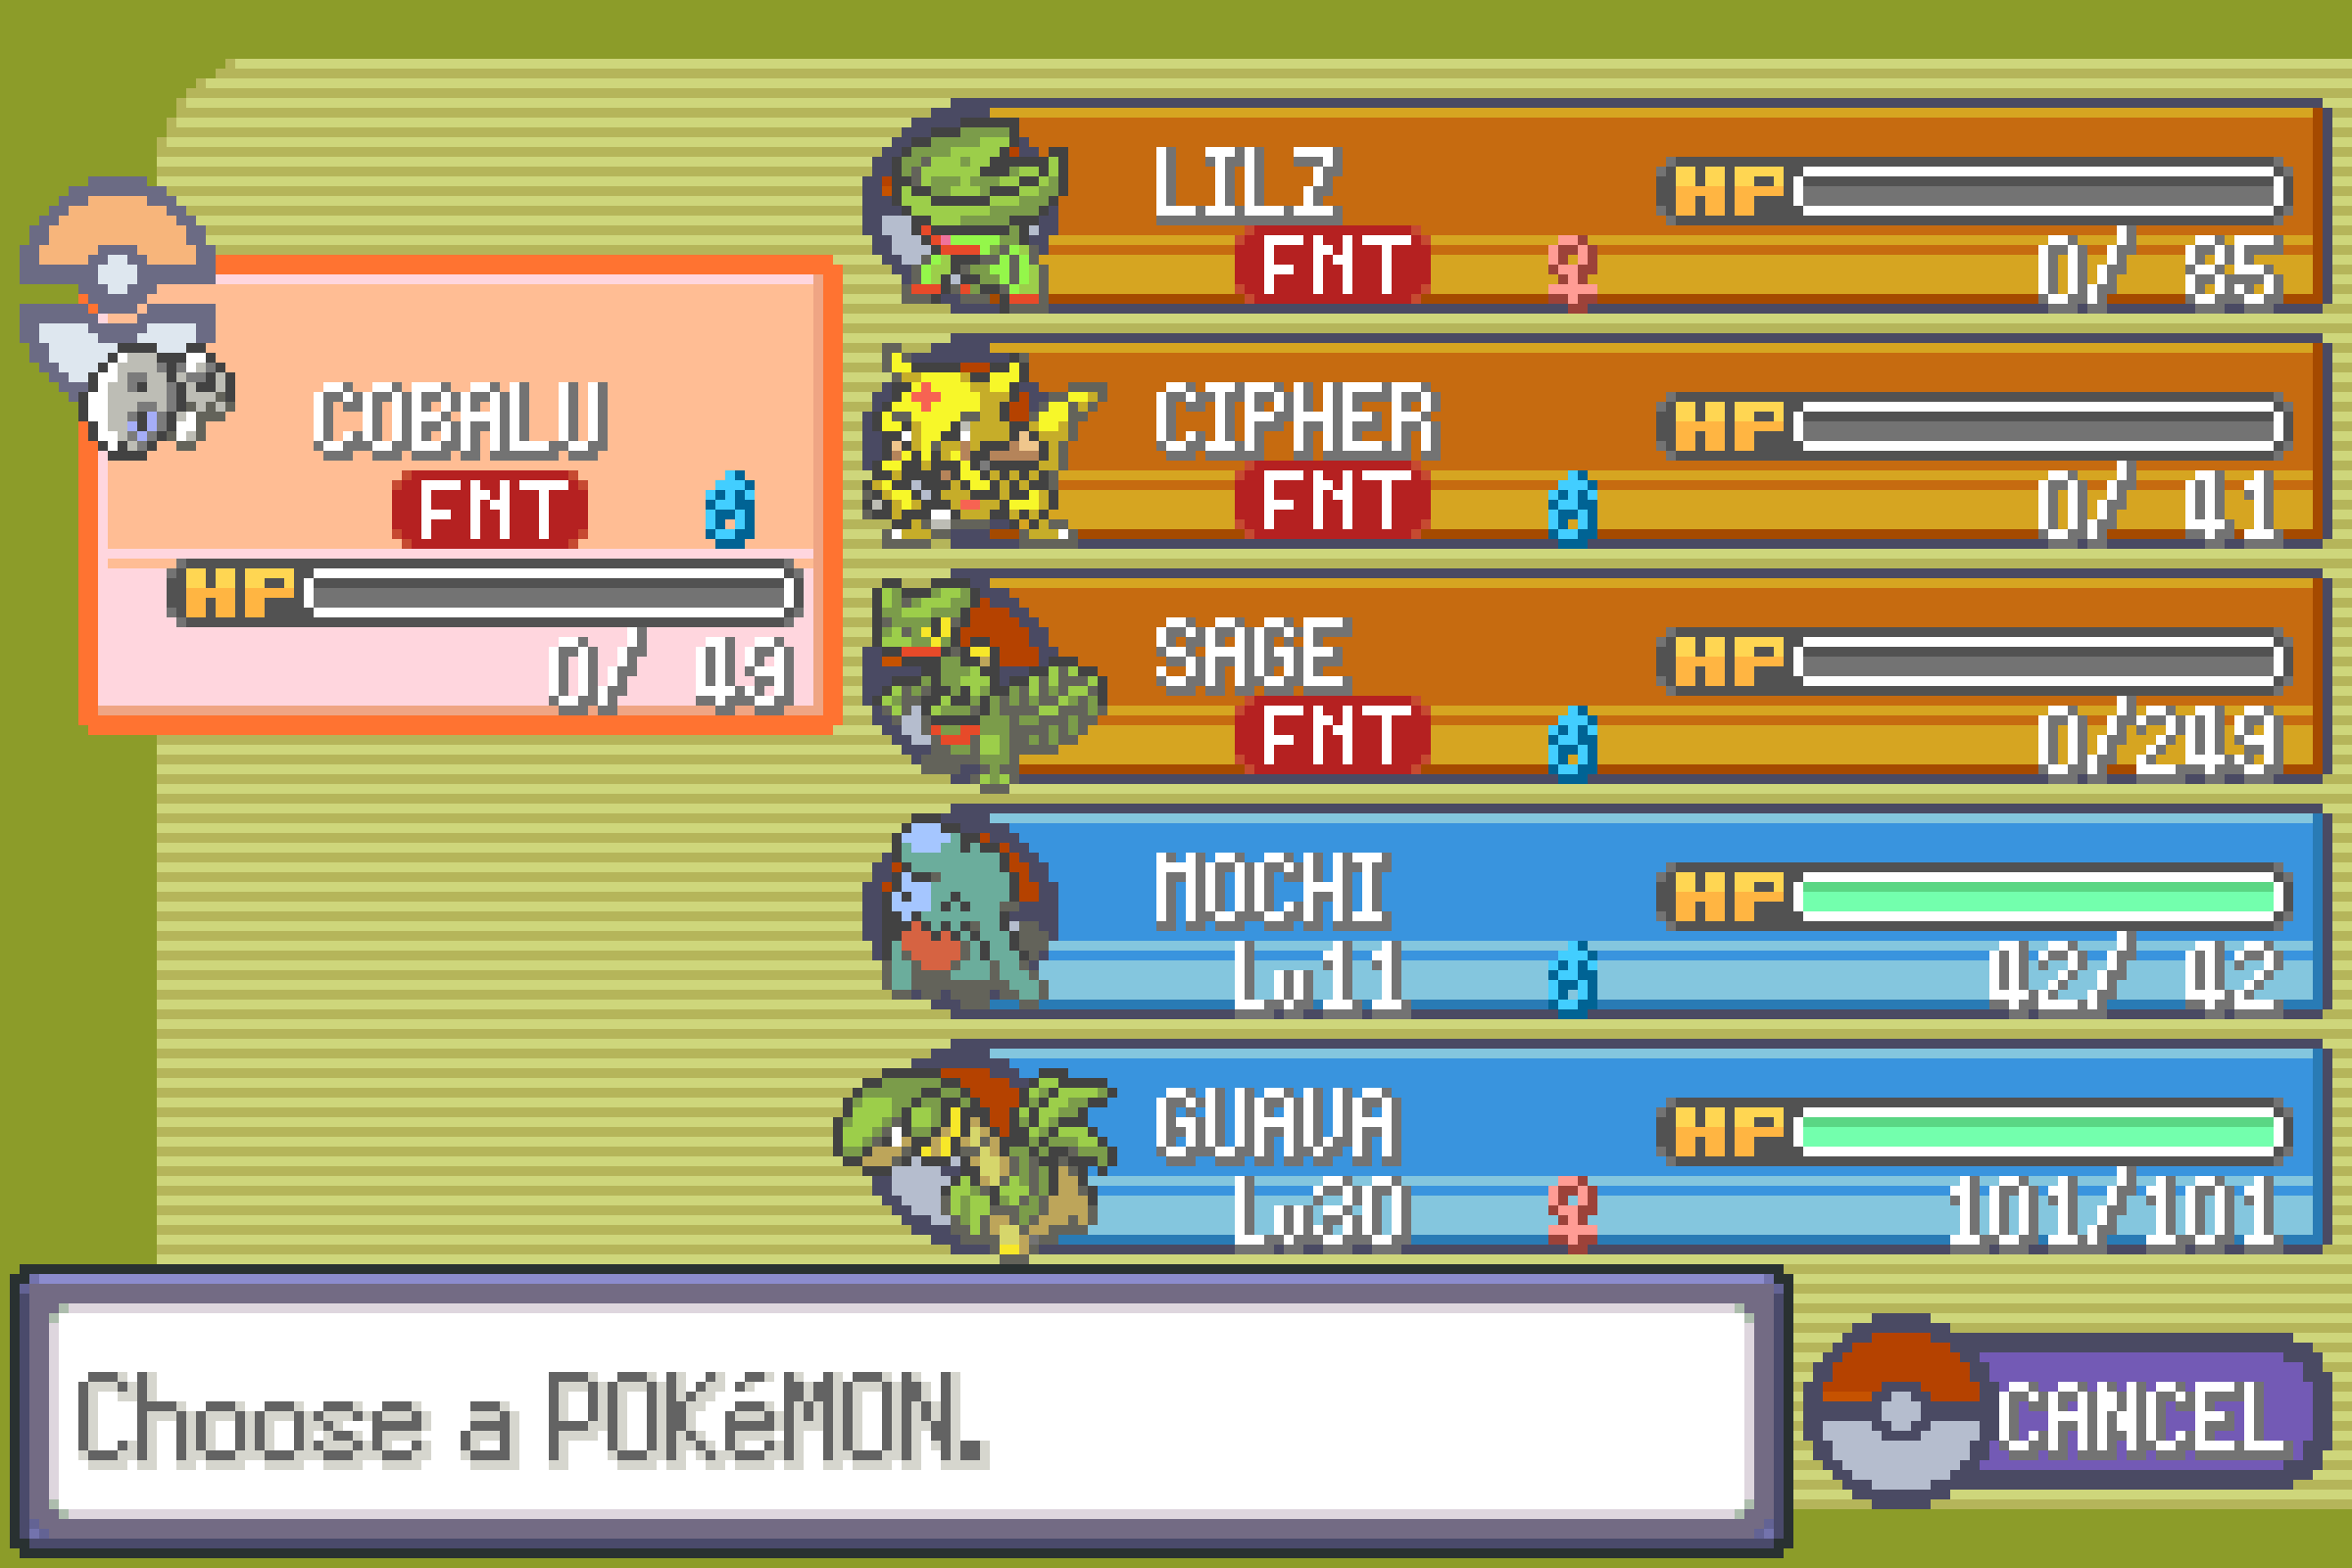 COBALU
FNT ♂
HP
0/ 49
LILZ
HP
FNT ♀
0/ 85
CIPHER
HP
FNT ♂
0/ 41
SAGE
HP
FNT ♂
0/249
MOCHI
HP
Lv11 ♂
42/ 42
GUAVA
HP
Lv30 ♀
101/101
Choose a POKéMON.
CANCEL